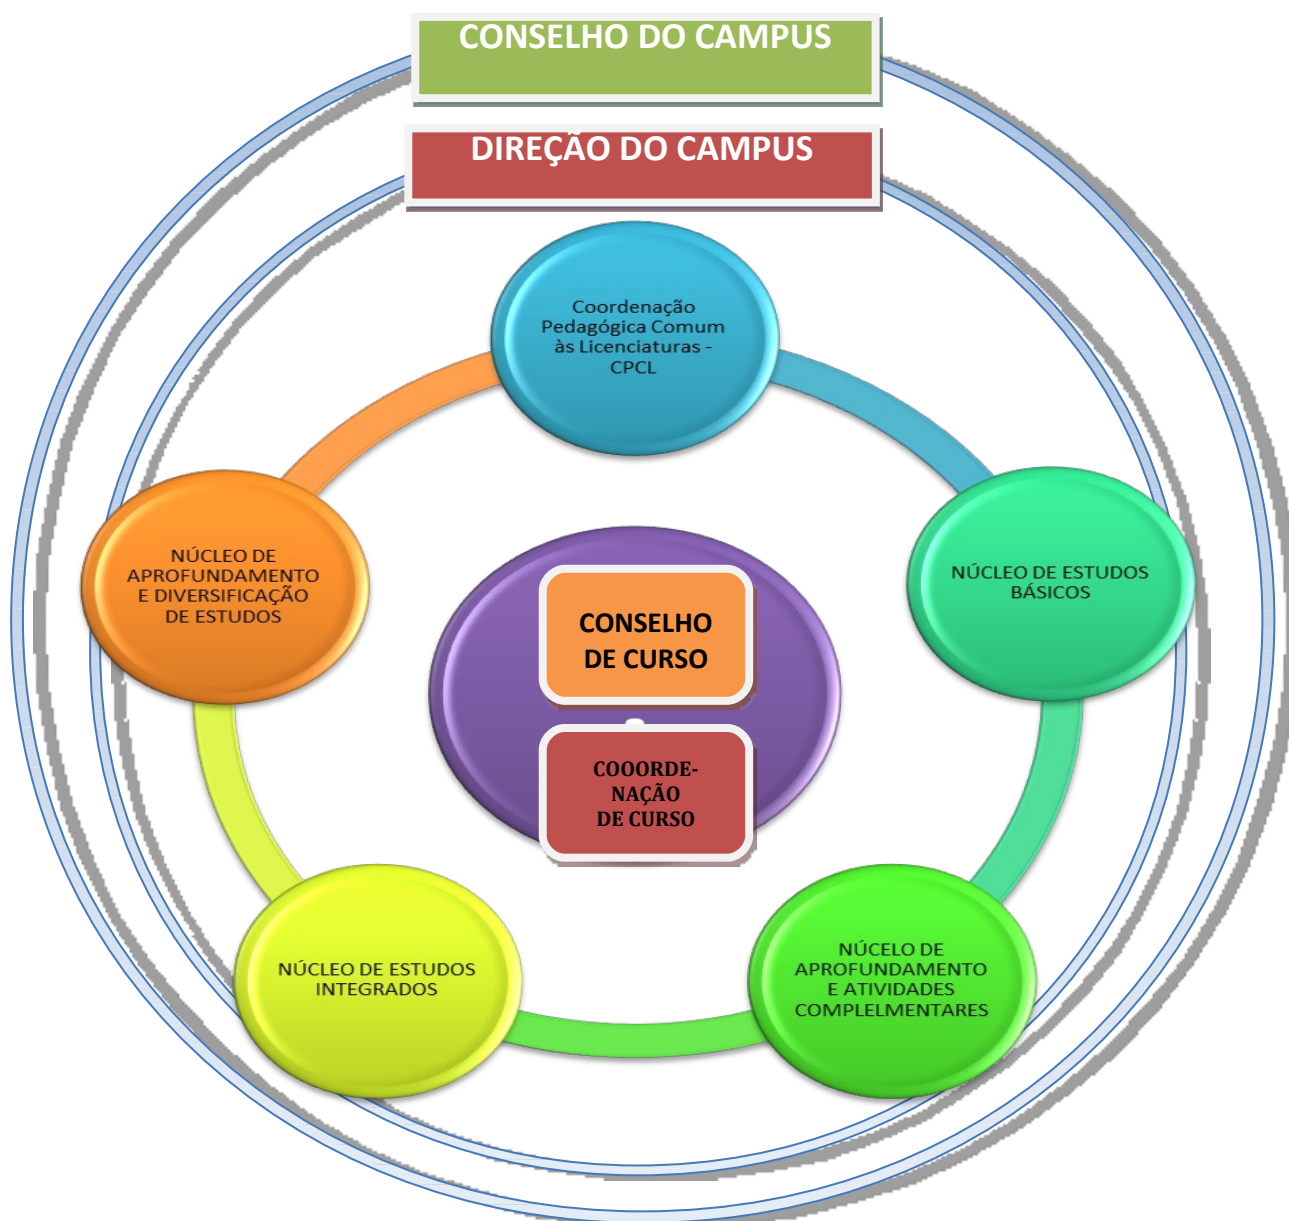 CONSELHO DO CAMPUS
DIREÇÃO DO CAMPUS
Coordenação
Pedagógica Comum
às Licenciaturas -
CPCL
NÚCLEO DE
APROFUNDAMENTO
E DIVERSIFICAÇÃO
DE ESTUDOS
NÚCLEO DE ESTUDOS
BÁSICOS
CONSELHO
DE CURSO
COOORDE-
NAÇÃO
DE CURSO
NÚCLEO DE ESTUDOS
INTEGRADOS
NÚCELO DE
APROFUNDAMENTO
E ATIVIDADES
COMPLELMENTARES